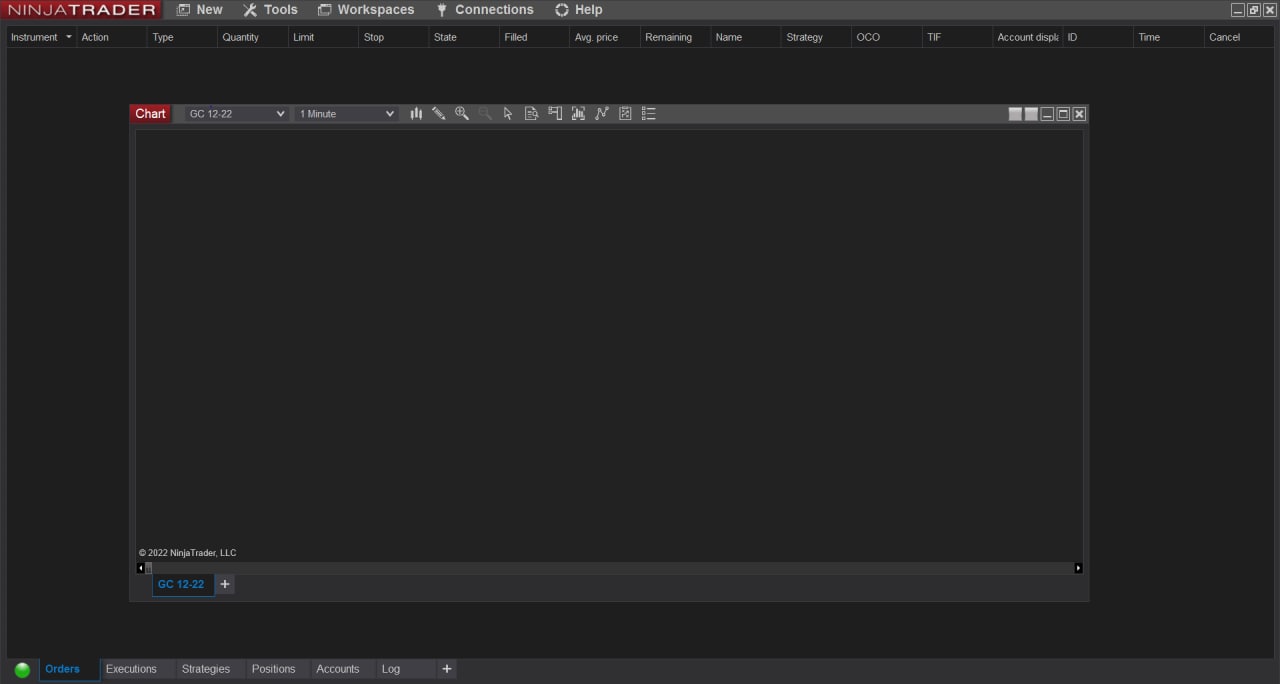 NINJATRADER New Tools Workspaces Connections Help
Instrument Action Type Quantity Limit Stop State Filled Avg. price Remaining Name Strategy OCO TIF Account displa ID Time Cancel
Chart GC 12-22 1 Minute
© 2022 NinjaTrader, LLC
GC 12-22 +
Orders Executions Strategies Positions Accounts Log +